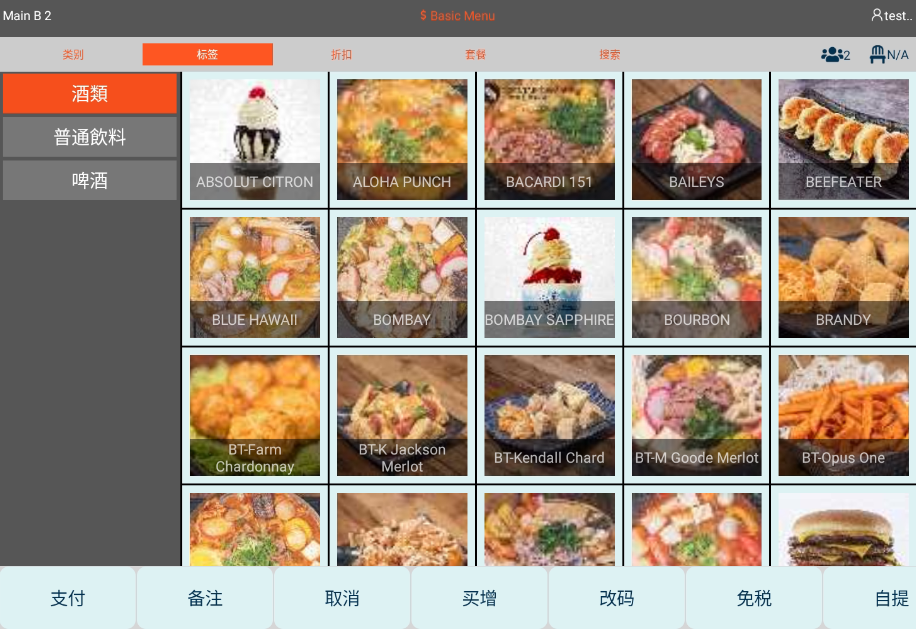 Main B 2
$ Basic Menu
test..
类别
标签
折扣
套餐
搜索
2
N/A
酒類
普通飲料
啤酒
ABSOLUT CITRON
ALOHA PUNCH
BACARDI 151
BAILEYS
BEEFEATER
BLUE HAWAII
BOMBAY
BOMBAY SAPPHIRE
BOURBON
BRANDY
BT-Farm
Chardonnay
BT-K Jackson
Merlot
BT-Kendall Chard
BT-M Goode Merlot
BT-Opus One
支付
备注
取消
买增
改码
免税
自提